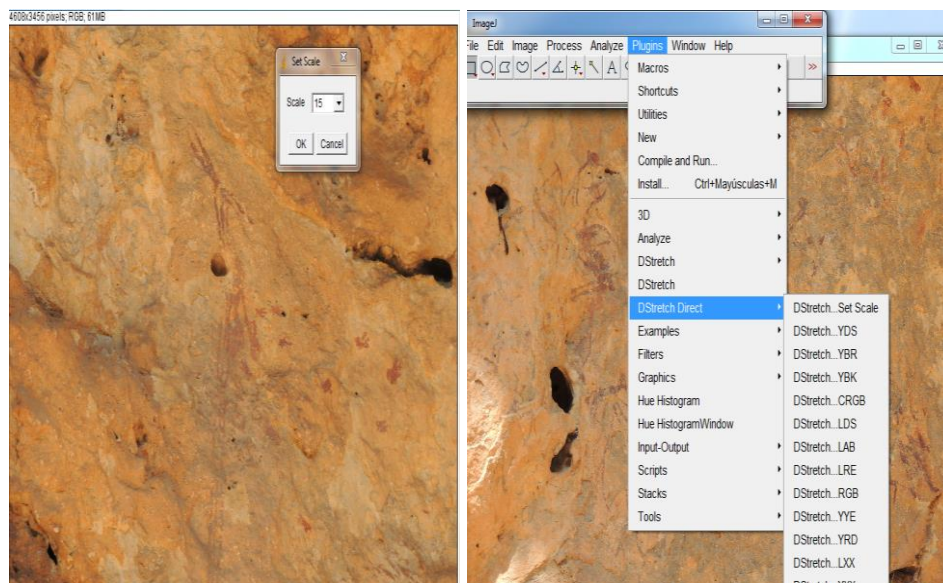 4608x3456 pixels; RGB; 61MB
Set Scale
Scale 15
OK Cancel
ImageJ
File Edit Image Process Analyze Plugins Window Help
Macros
Shortcuts
Utilities
New
Compile and Run...
Install... Ctrl+Mayúsculas+M
3D
Analyze
DStretch
DStretch
DStretch Direct
Examples
Filters
Graphics
Hue Histogram
Hue HistogramWindow
Input-Output
Scripts
Stacks
Tools
DStretch...Set Scale
DStretch...YDS
DStretch...YBR
DStretch...YBK
DStretch...CRGB
DStretch...LDS
DStretch...LAB
DStretch...LRE
DStretch...RGB
DStretch...YYE
DStretch...YRD
DStretch...LXX